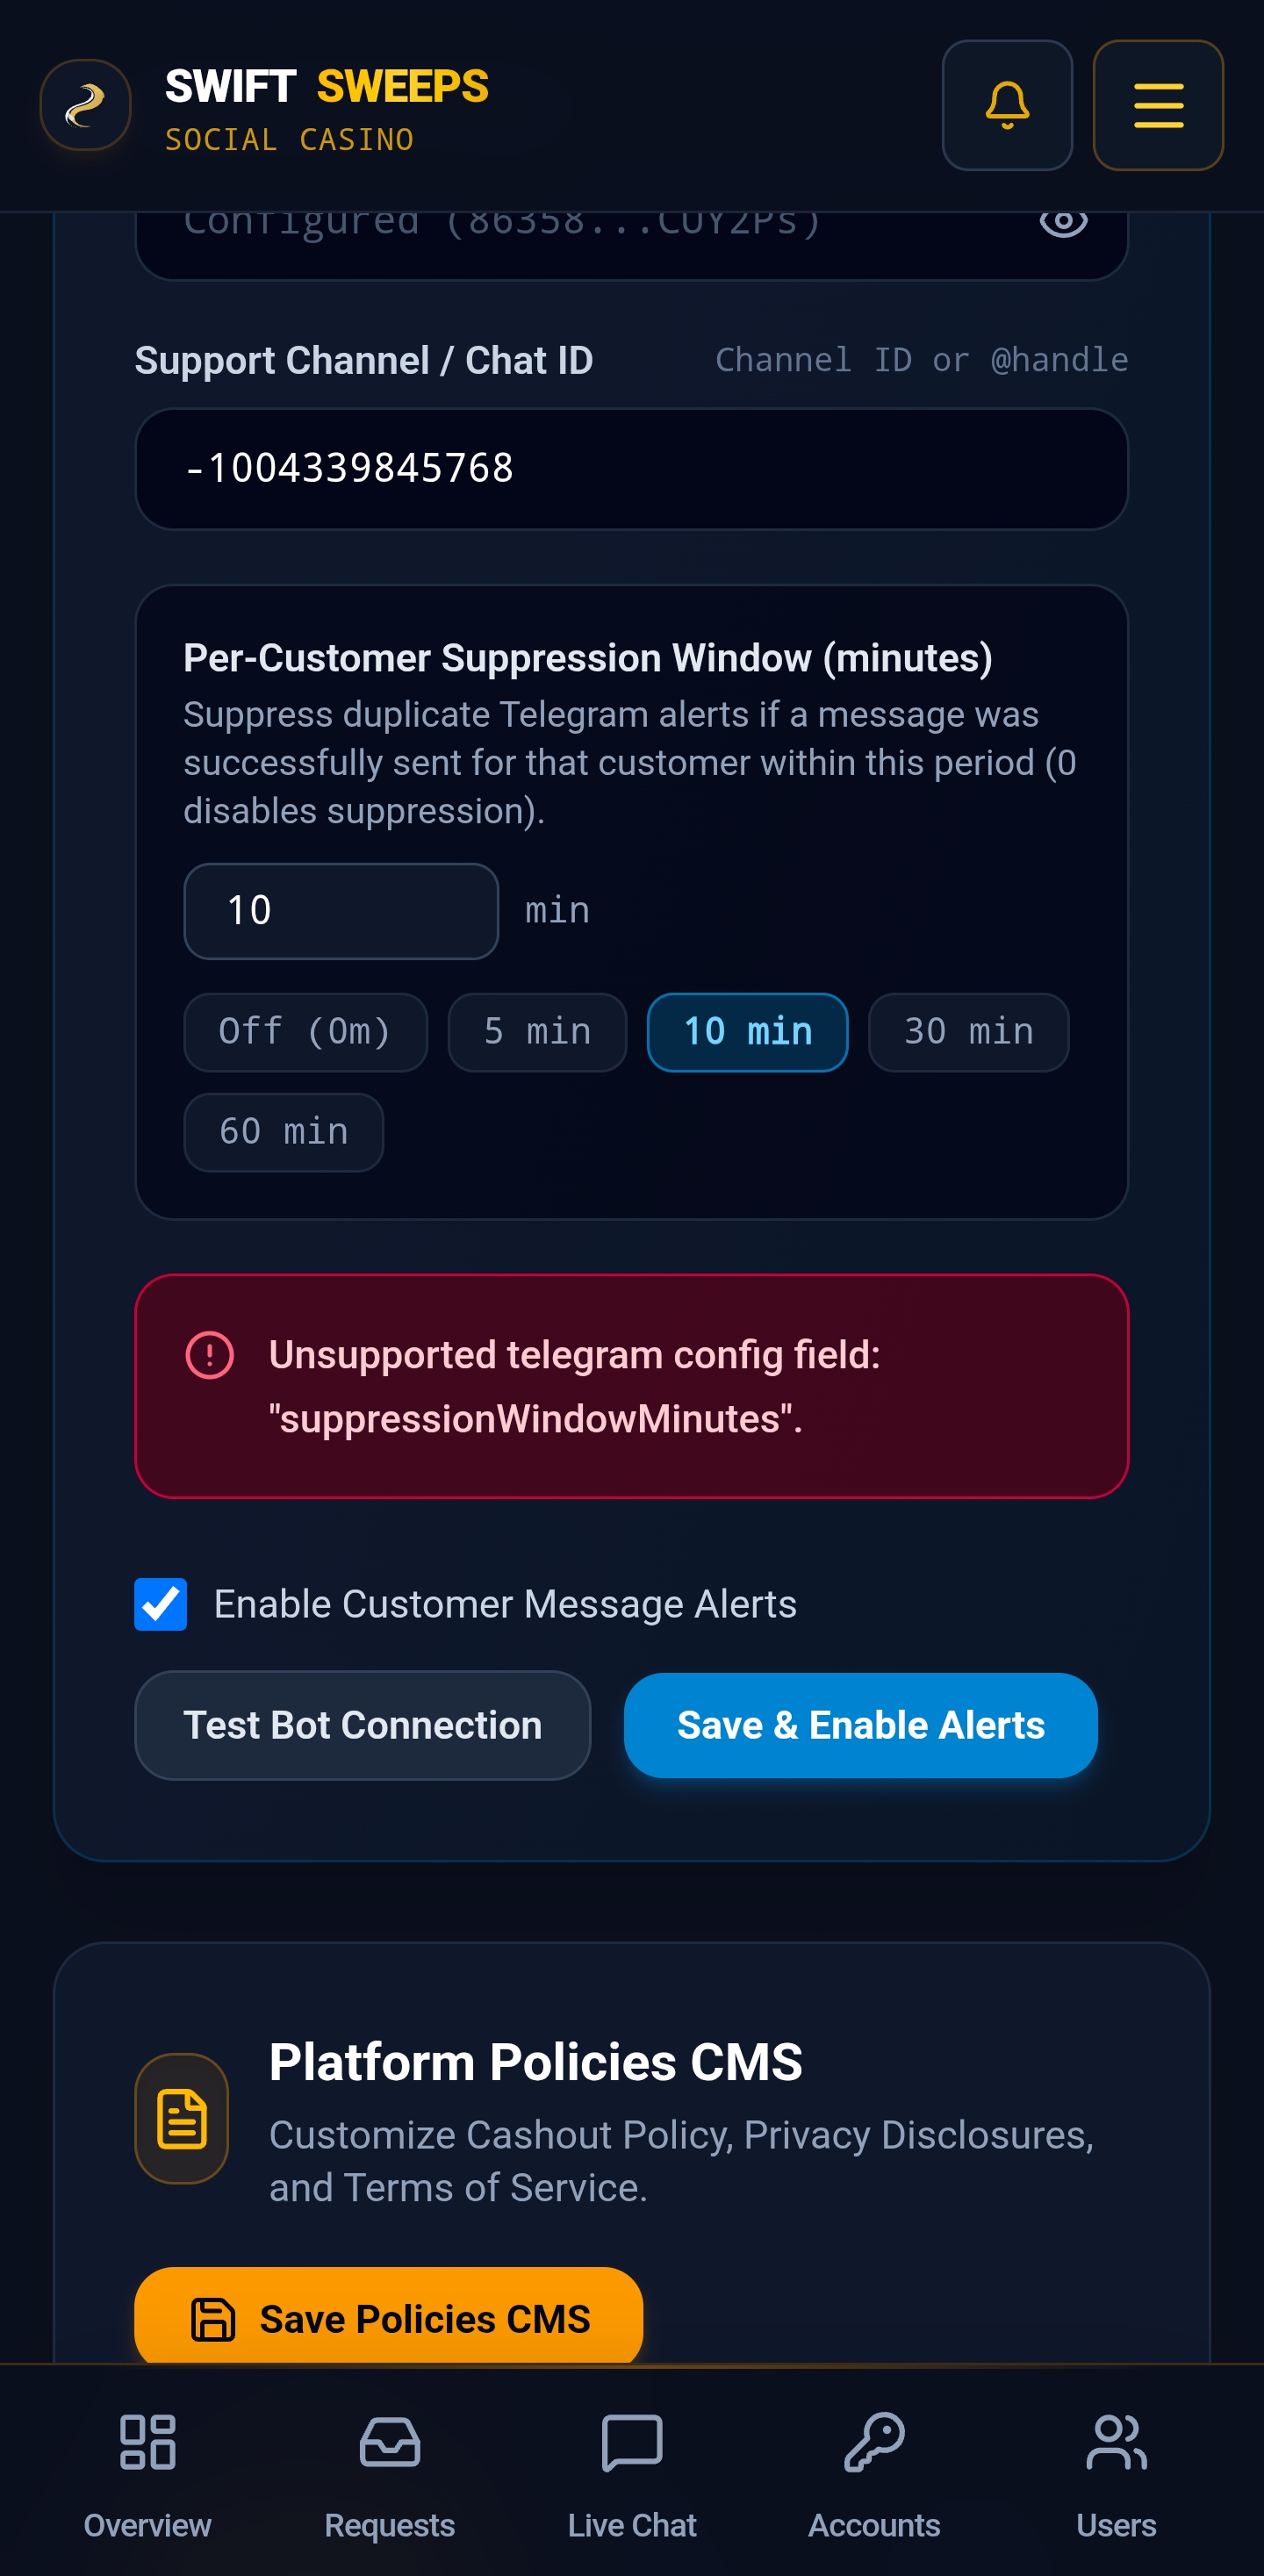 SWIFT SWEEPS
SOCIAL CASINO
Configured (86358...CUY2Ps)
Support Channel / Chat ID
Channel ID or @handle
-1004339845768
Per-Customer Suppression Window (minutes)
Suppress duplicate Telegram alerts if a message was
successfully sent for that customer within this period (0
disables suppression).
10 min
Off (0m) 5 min 10 min 30 min
60 min
Unsupported telegram config field:
"suppressionWindowMinutes".
Enable Customer Message Alerts
Test Bot Connection Save & Enable Alerts
Platform Policies CMS
Customize Cashout Policy, Privacy Disclosures,
and Terms of Service.
Save Policies CMS
Overview Requests Live Chat Accounts Users